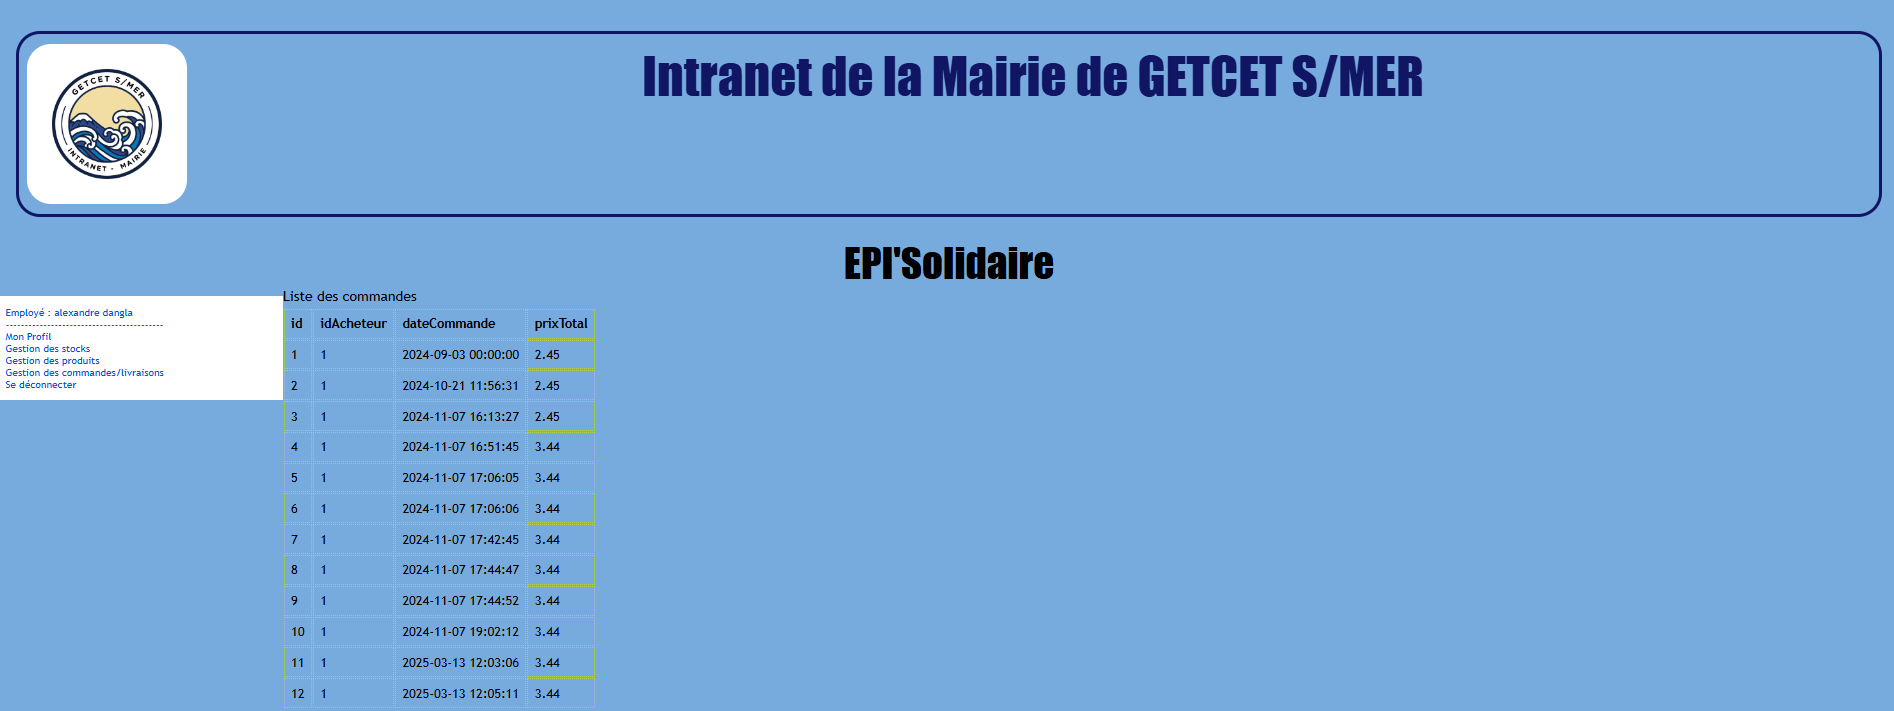 GETCET S/MER
INTRANET - MAIRIE
Intranet de la Mairie de GETCET S/MER
EPI'Solidaire
Employé : alexandre dangla
------------------------------------------
Mon Profil
Gestion des stocks
Gestion des produits
Gestion des commandes/livraisons
Se déconnecter
Liste des commandes
id idAcheteur dateCommande prixTotal
1 1 2024-09-03 00:00:00 2.45
2 1 2024-10-21 11:56:31 2.45
3 1 2024-11-07 16:13:27 2.45
4 1 2024-11-07 16:51:45 3.44
5 1 2024-11-07 17:06:05 3.44
6 1 2024-11-07 17:06:06 3.44
7 1 2024-11-07 17:42:45 3.44
8 1 2024-11-07 17:44:47 3.44
9 1 2024-11-07 17:44:52 3.44
10 1 2024-11-07 19:02:12 3.44
11 1 2025-03-13 12:03:06 3.44
12 1 2025-03-13 12:05:11 3.44